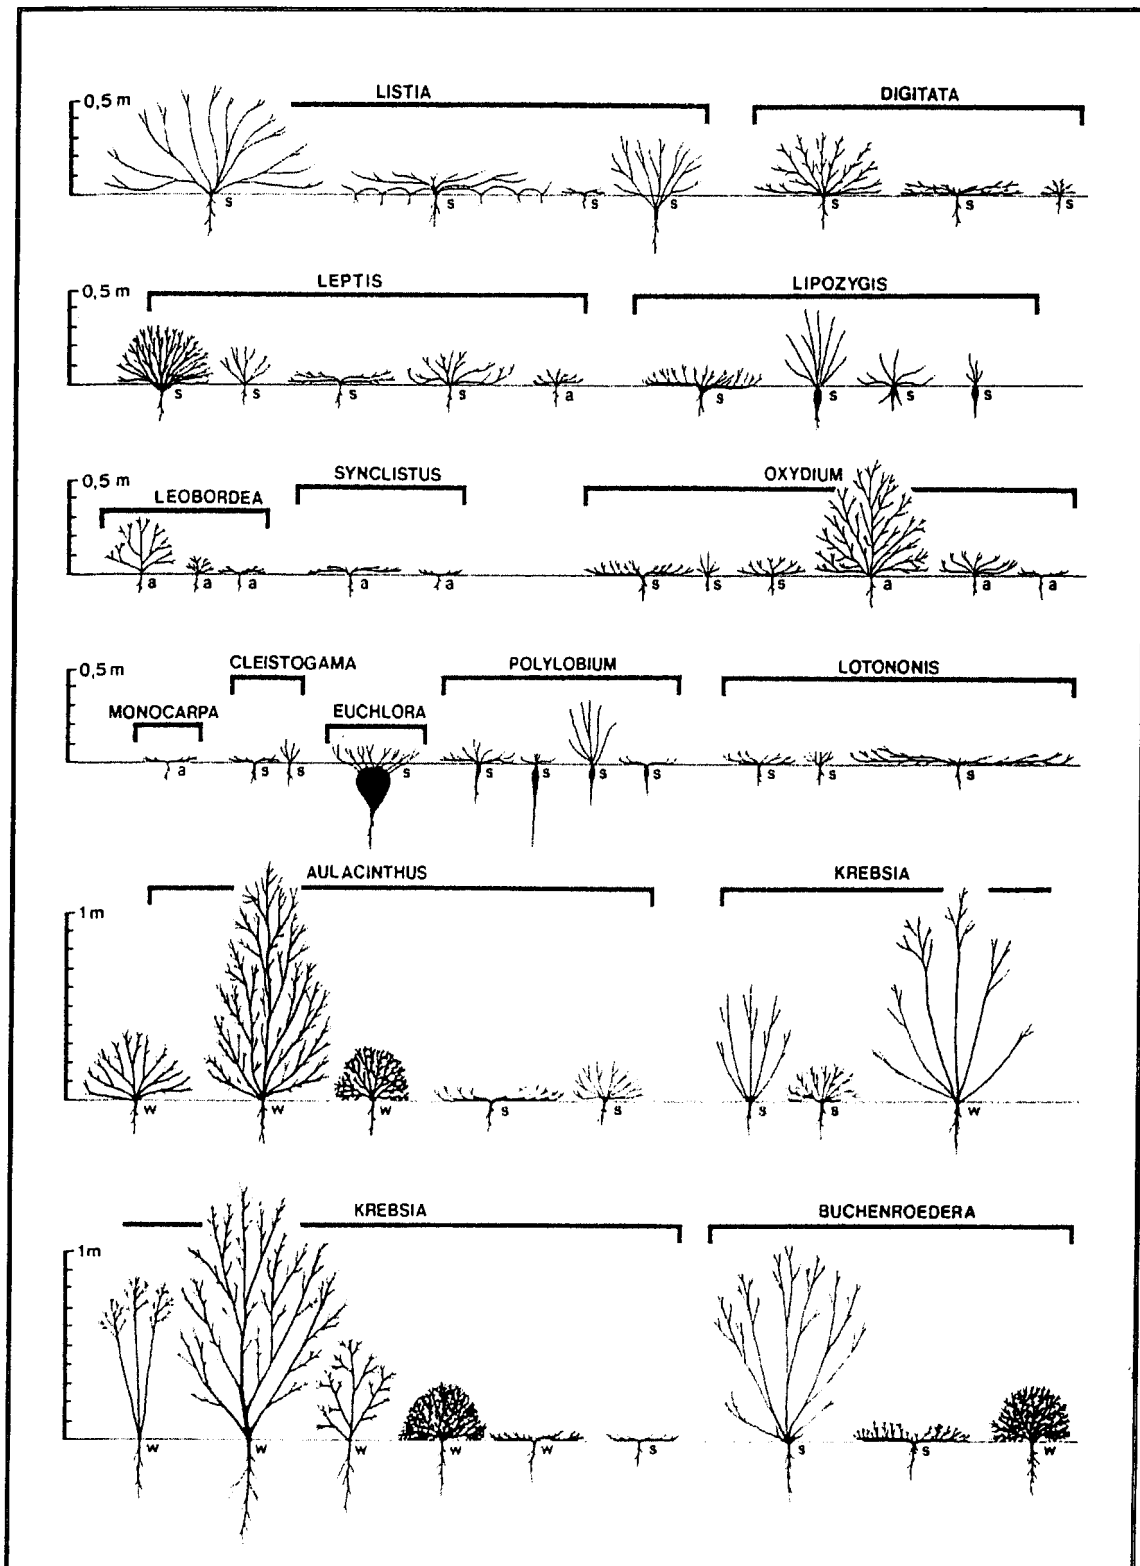 LISTIA DIGITATA
0,5 m
s s s s s s s
LEPTIS LIPOZYGIS
0,5 m
s s s s a s s s s
SYNCLISTUS OXYDIUM
0,5 m
LEOBORDEA
a a a a a s s s a a a
CLEISTOGAMA POLYLOBIUM LOTONONIS
0,5 m
MONOCARPA EUCHLORA
a s s s s s s s s s s
AULACINTHUS KREBSIA
1m
w w w s s s s w
KREBSIA BUCHENROEDERA
1m
w w w w w s s s w